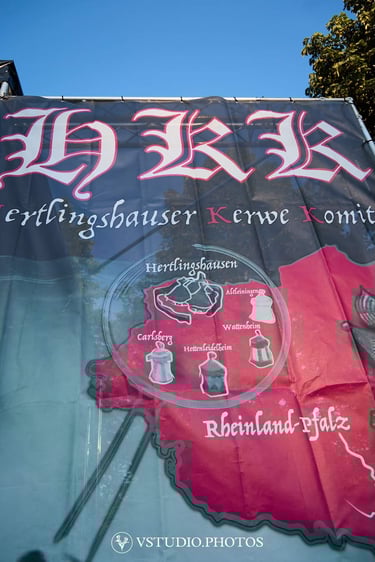 HKK
ertlingshauser Kerwe Komit
Hertlingshausen
Altleiningen
Wattenheim
Carlsberg
Hettenleidelheim
Rheinland-Pfalz
VSTUDIO.PHOTOS